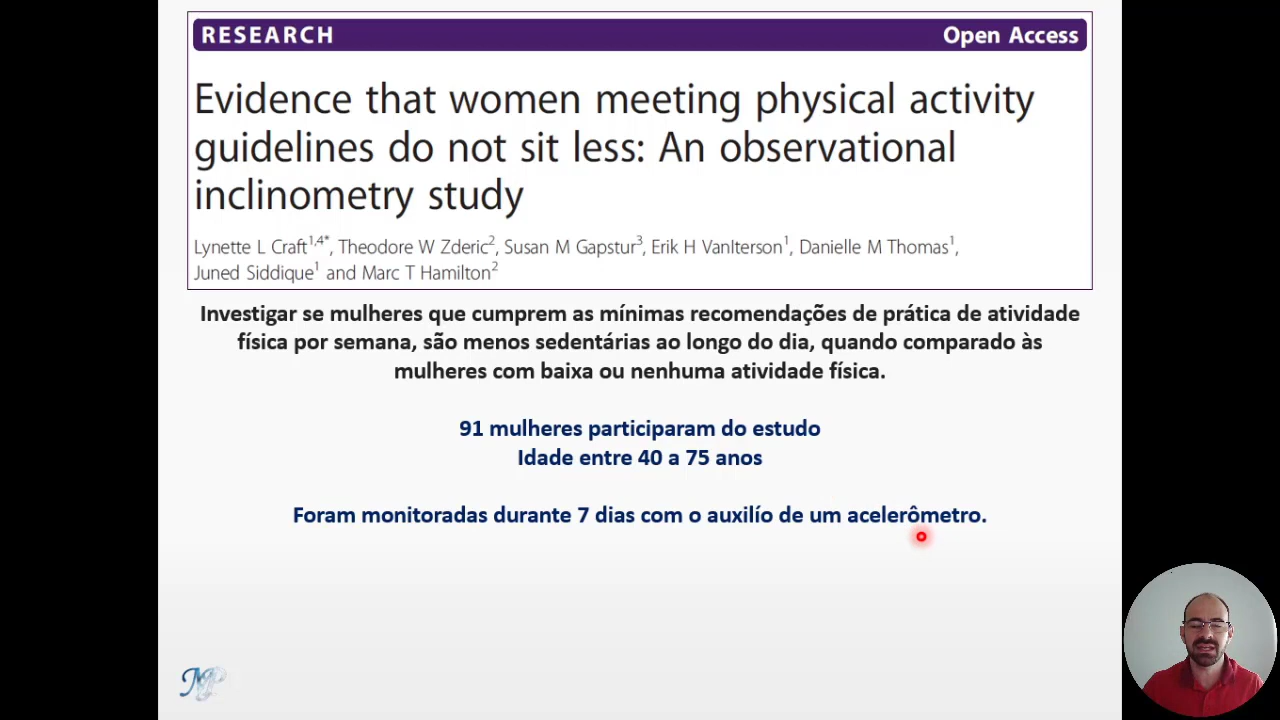 RESEARCH Open Access
Evidence that women meeting physical activity
guidelines do not sit less: An observational
inclinometry study
Lynette L Craft1,4*, Theodore W Zderic2, Susan M Gapstur3, Erik H VanIterson1, Danielle M Thomas1,
Juned Siddique1 and Marc T Hamilton2
Investigar se mulheres que cumprem as mínimas recomendações de prática de atividade
física por semana, são menos sedentárias ao longo do dia, quando comparado às
mulheres com baixa ou nenhuma atividade física.
91 mulheres participaram do estudo
Idade entre 40 a 75 anos
Foram monitoradas durante 7 dias com o auxilío de um acelerômetro.